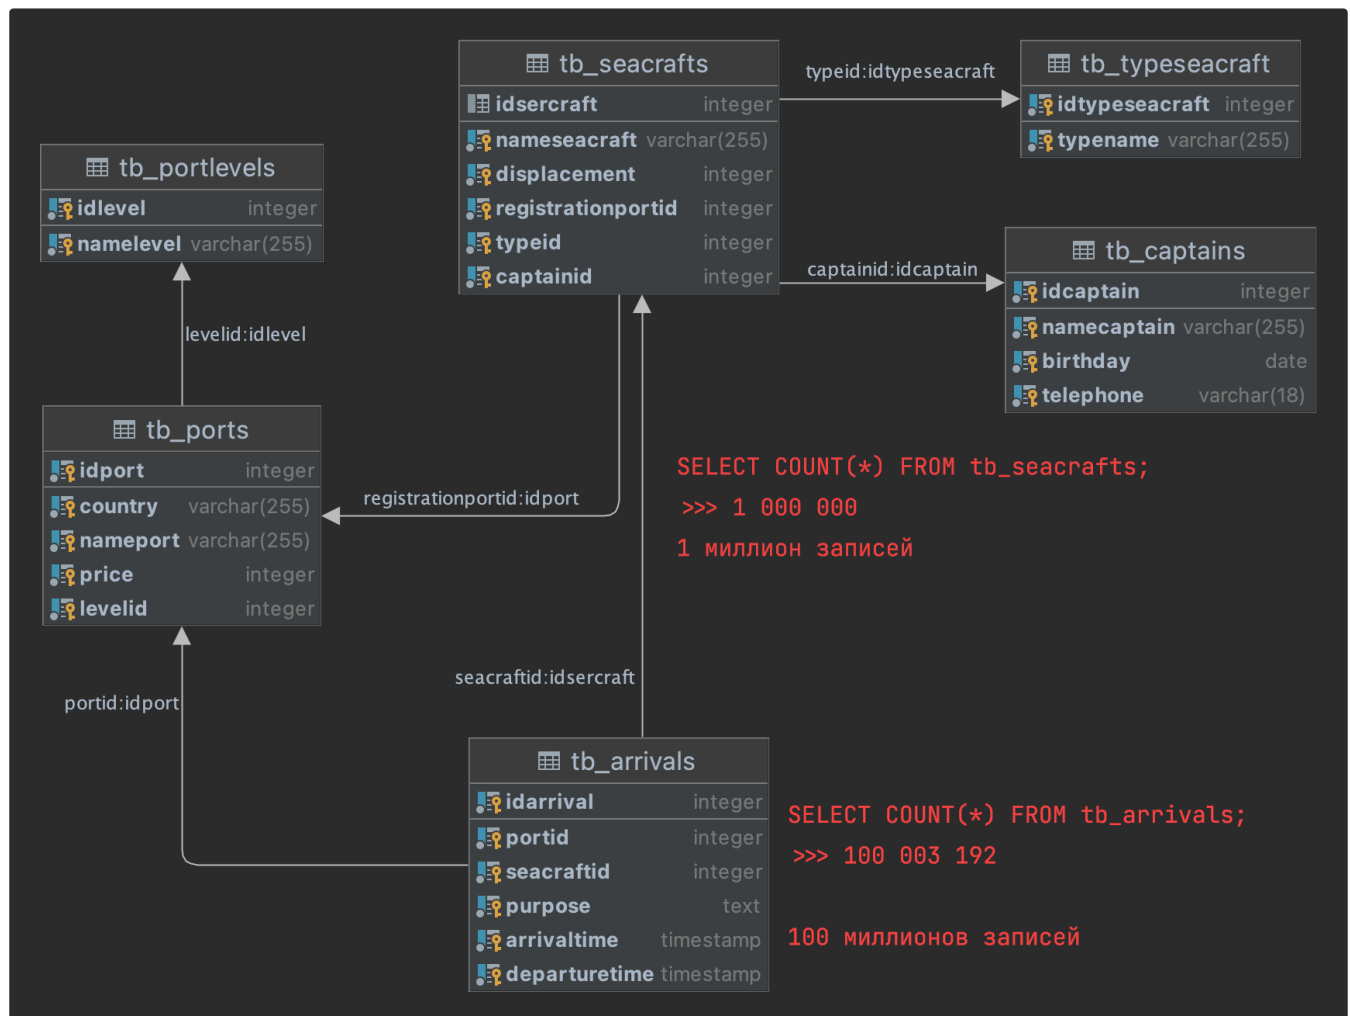 tb_seacrafts
idsercraft integer
nameseacraft varchar(255)
displacement integer
registrationportid integer
typeid integer
captainid integer
typeid:idtypeseacraft
tb_typeseacraft
idtypeseacraft integer
typename varchar(255)
tb_portlevels
idlevel integer
namelevel varchar(255)
captainid:idcaptain
tb_captains
idcaptain integer
namecaptain varchar(255)
birthday date
telephone varchar(18)
levelid:idlevel
tb_ports
idport integer
country varchar(255)
nameport varchar(255)
price integer
levelid integer
registrationportid:idport
SELECT COUNT(*) FROM tb_seacrafts;
>>> 1 000 000
1 миллион записей
seacraftid:idsercraft
portid:idport
tb_arrivals
idarrival integer
portid integer
seacraftid integer
purpose text
arrivaltime timestamp
departuretime timestamp
SELECT COUNT(*) FROM tb_arrivals;
>>> 100 003 192
100 миллионов записей